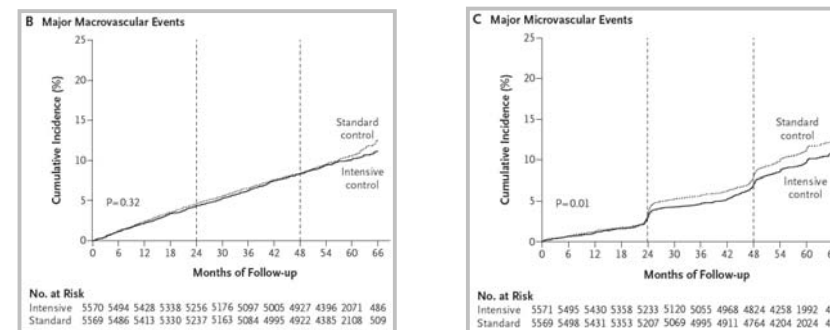 B Major Macrovascular Events
25
20
15
10
5
0
Cumulative Incidence (%)
Standard
control
Intensive
control
P=0.32
0 6 12 18 24 30 36 42 48 54 60 66
Months of Follow-up
No. at Risk
Intensive 5570 5494 5428 5338 5256 5176 5097 5005 4927 4396 2071 486
Standard 5569 5486 5413 5330 5237 5163 5084 4995 4922 4385 2108 509
C Major Microvascular Events
25
20
15
10
5
0
Cumulative Incidence (%)
Standard
control
Intensive
control
P=0.01
0 6 12 18 24 30 36 42 48 54 60
Months of Follow-up
No. at Risk
Intensive 5571 5495 5430 5358 5233 5120 5055 4968 4824 4258 1992
Standard 5569 5498 5431 5353 5207 5069 4995 4911 4764 4204 2024